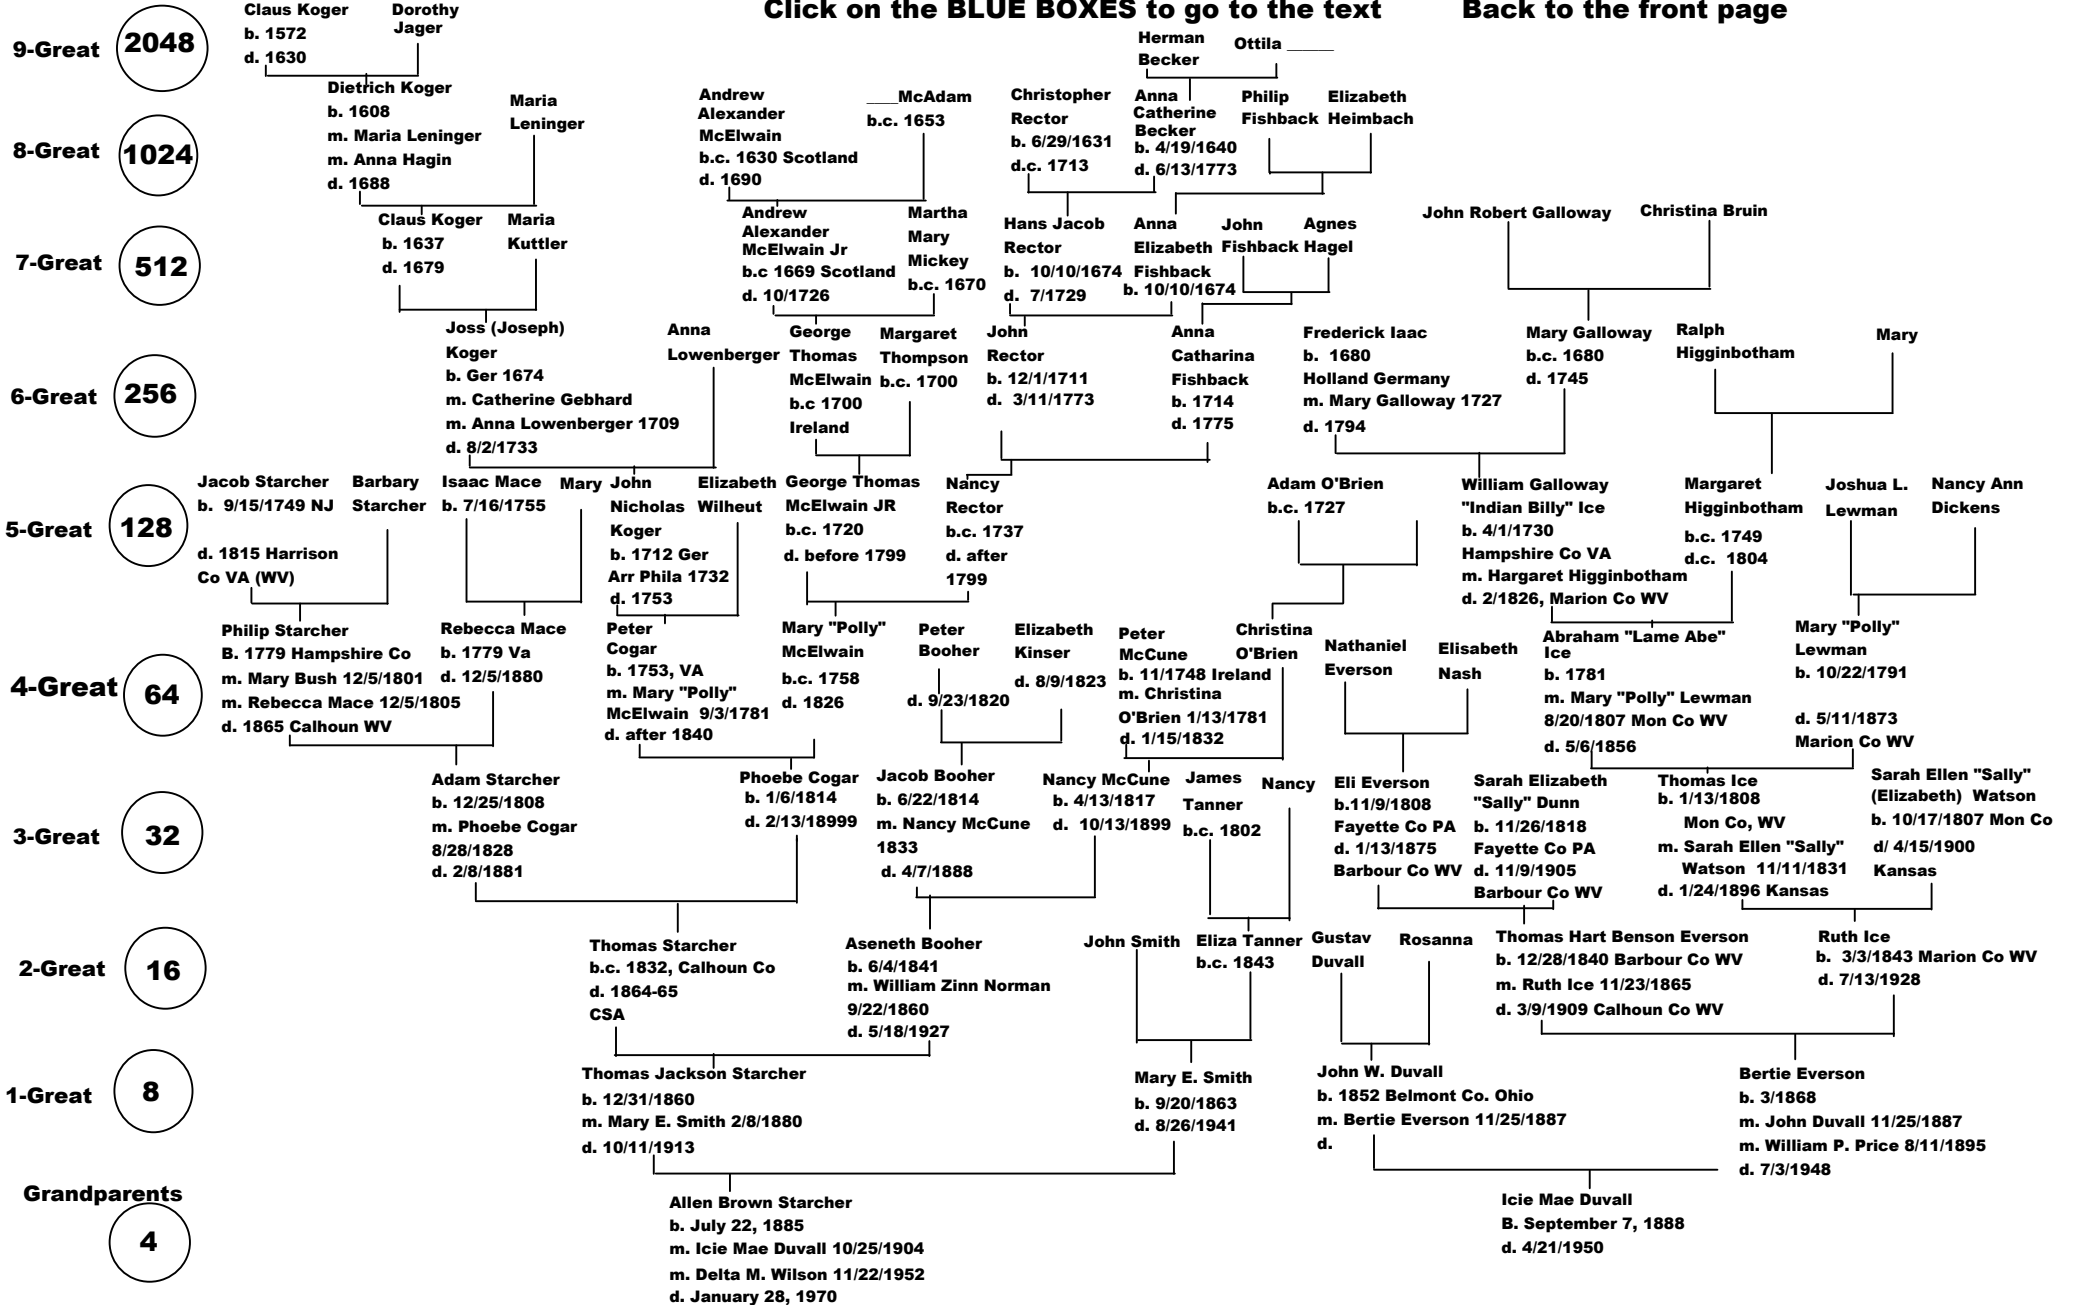 Click on the BLUE BOXES to go to the text
Back to the front page
9-Great
2048
Claus Koger
b. 1572
d. 1630
Dorothy
Jager
Herman
Becker
Ottila _____
8-Great
1024
Dietrich Koger
b. 1608
m. Maria Leninger
m. Anna Hagin
d. 1688
Maria
Leninger
Andrew
Alexander
McElwain
b.c. 1630 Scotland
d. 1690
___McAdam
b.c. 1653
Christopher
Rector
b. 6/29/1631
d.c. 1713
Anna
Catherine
Becker
b. 4/19/1640
d. 6/13/1773
Philip
Fishback
Elizabeth
Heimbach
7-Great
512
Claus Koger
b. 1637
d. 1679
Maria
Kuttler
Andrew
Alexander
McElwain Jr
b.c 1669 Scotland
d. 10/1726
Martha
Mary
Mickey
b.c. 1670
Hans Jacob
Rector
b. 10/10/1674
d. 7/1729
Anna
Elizabeth
Fishback
b. 10/10/1674
John
Fishback
Agnes
Hagel
John Robert Galloway
Christina Bruin
6-Great
256
Joss (Joseph)
Koger
b. Ger 1674
m. Catherine Gebhard
m. Anna Lowenberger 1709
d. 8/2/1733
Anna
Lowenberger
George
Thomas
McElwain
b.c 1700
Ireland
Margaret
Thompson
b.c. 1700
John
Rector
b. 12/1/1711
d. 3/11/1773
Anna
Catharina
Fishback
b. 1714
d. 1775
Frederick Iaac
b. 1680
Holland Germany
m. Mary Galloway 1727
d. 1794
Mary Galloway
b.c. 1680
d. 1745
Ralph
Higginbotham
Mary
5-Great
128
Jacob Starcher
b. 9/15/1749 NJ
d. 1815 Harrison
Co VA (WV)
Barbary
Starcher
Isaac Mace
b. 7/16/1755
Mary
John
Nicholas
Koger
b. 1712 Ger
Arr Phila 1732
d. 1753
Elizabeth
Wilheut
George Thomas
McElwain JR
b.c. 1720
d. before 1799
Nancy
Rector
b.c. 1737
d. after
1799
Adam O'Brien
b.c. 1727
William Galloway
"Indian Billy" Ice
b. 4/1/1730
Hampshire Co VA
m. Hargaret Higginbotham
d. 2/1826, Marion Co WV
Margaret
Higginbotham
b.c. 1749
d.c. 1804
Joshua L.
Lewman
Nancy Ann
Dickens
4-Great
64
Philip Starcher
B. 1779 Hampshire Co
m. Mary Bush 12/5/1801
m. Rebecca Mace 12/5/1805
d. 1865 Calhoun WV
Rebecca Mace
b. 1779 Va
d. 12/5/1880
Peter
Cogar
b. 1753, VA
m. Mary "Polly"
McElwain 9/3/1781
d. after 1840
Mary "Polly"
McElwain
b.c. 1758
d. 1826
Peter
Booher
d. 9/23/1820
Elizabeth
Kinser
d. 8/9/1823
Peter
McCune
b. 11/1748 Ireland
m. Christina
O'Brien 1/13/1781
d. 1/15/1832
Christina
O'Brien
Nathaniel
Everson
Elisabeth
Nash
Abraham "Lame Abe"
Ice
b. 1781
m. Mary "Polly" Lewman
8/20/1807 Mon Co WV
d. 5/6/1856
Mary "Polly"
Lewman
b. 10/22/1791
d. 5/11/1873
Marion Co WV
3-Great
32
Adam Starcher
b. 12/25/1808
m. Phoebe Cogar
8/28/1828
d. 2/8/1881
Phoebe Cogar
b. 1/6/1814
d. 2/13/18999
Jacob Booher
b. 6/22/1814
m. Nancy McCune
1833
d. 4/7/1888
Nancy McCune
b. 4/13/1817
d. 10/13/1899
James
Tanner
b.c. 1802
Nancy
Eli Everson
b.11/9/1808
Fayette Co PA
d. 1/13/1875
Barbour Co WV
Sarah Elizabeth
"Sally" Dunn
b. 11/26/1818
Fayette Co PA
d. 11/9/1905
Barbour Co WV
Thomas Ice
b. 1/13/1808
Mon Co, WV
m. Sarah Ellen "Sally"
Watson 11/11/1831
d. 1/24/1896 Kansas
Sarah Ellen "Sally"
(Elizabeth) Watson
b. 10/17/1807 Mon Co
d/ 4/15/1900
Kansas
2-Great
16
Thomas Starcher
b.c. 1832, Calhoun Co
d. 1864-65
CSA
Aseneth Booher
b. 6/4/1841
m. William Zinn Norman
9/22/1860
d. 5/18/1927
John Smith
Eliza Tanner
b.c. 1843
Gustav
Duvall
Rosanna
Thomas Hart Benson Everson
b. 12/28/1840 Barbour Co WV
m. Ruth Ice 11/23/1865
d. 3/9/1909 Calhoun Co WV
Ruth Ice
b. 3/3/1843 Marion Co WV
d. 7/13/1928
1-Great
8
Thomas Jackson Starcher
b. 12/31/1860
m. Mary E. Smith 2/8/1880
d. 10/11/1913
Mary E. Smith
b. 9/20/1863
d. 8/26/1941
John W. Duvall
b. 1852 Belmont Co. Ohio
m. Bertie Everson 11/25/1887
d.
Bertie Everson
b. 3/1868
m. John Duvall 11/25/1887
m. William P. Price 8/11/1895
d. 7/3/1948
Grandparents
4
Allen Brown Starcher
b. July 22, 1885
m. Icie Mae Duvall 10/25/1904
m. Delta M. Wilson 11/22/1952
d. January 28, 1970
Icie Mae Duvall
B. September 7, 1888
d. 4/21/1950